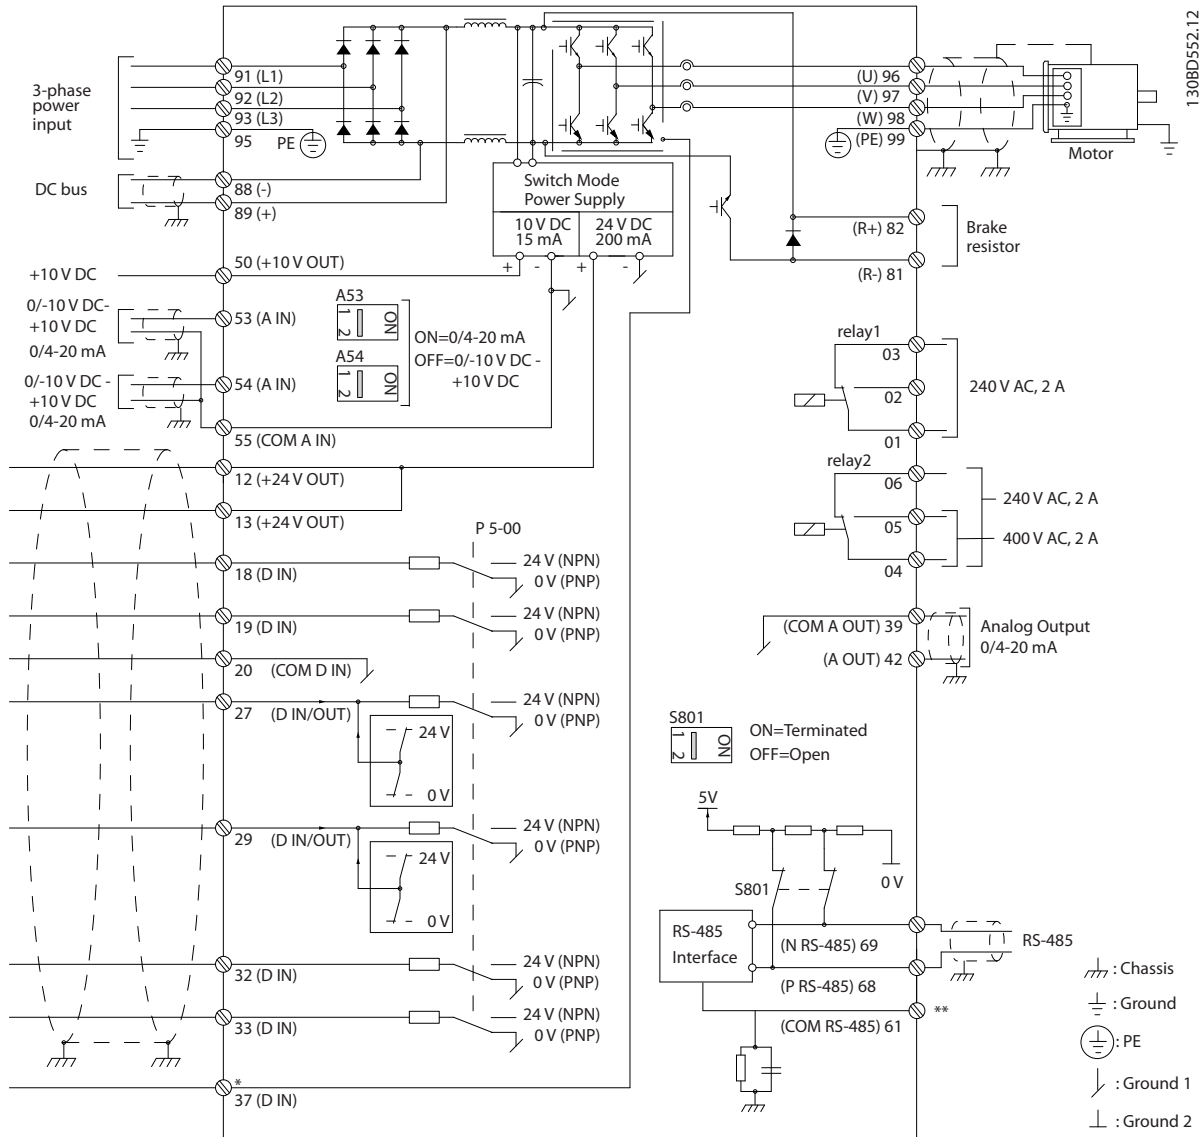 130BD552.12
3-phase
power
input
91 (L1)
92 (L2)
93 (L3)
95
PE
DC bus
88 (-)
89 (+)
Switch Mode
Power Supply
10 V DC
15 mA
24 V DC
200 mA
+ - + -
(U) 96
(V) 97
(W) 98
(PE) 99
Motor
(R+) 82
(R-) 81
Brake
resistor
+10 V DC
50 (+10 V OUT)
0/-10 V DC-
+10 V DC
0/4-20 mA
53 (A IN)
0/-10 V DC -
+10 V DC
0/4-20 mA
54 (A IN)
55 (COM A IN)
A53
1 2 ON
A54
1 2 ON
ON=0/4-20 mA
OFF=0/-10 V DC -
+10 V DC
relay1
03
02
01
240 V AC, 2 A
relay2
06
05
04
240 V AC, 2 A
400 V AC, 2 A
12 (+24 V OUT)
13 (+24 V OUT)
P 5-00
18 (D IN)
24 V (NPN)
0 V (PNP)
19 (D IN)
24 V (NPN)
0 V (PNP)
20 (COM D IN)
27 (D IN/OUT)
24 V (NPN)
0 V (PNP)
24 V
0 V
29 (D IN/OUT)
24 V (NPN)
0 V (PNP)
24 V
0 V
32 (D IN)
24 V (NPN)
0 V (PNP)
33 (D IN)
24 V (NPN)
0 V (PNP)
*
37 (D IN)
(COM A OUT) 39
(A OUT) 42
Analog Output
0/4-20 mA
S801
1 2 ON
ON=Terminated
OFF=Open
5V
0 V
S801
RS-485
Interface
(N RS-485) 69
(P RS-485) 68
(COM RS-485) 61
RS-485
**
: Chassis
: Ground
: PE
: Ground 1
: Ground 2